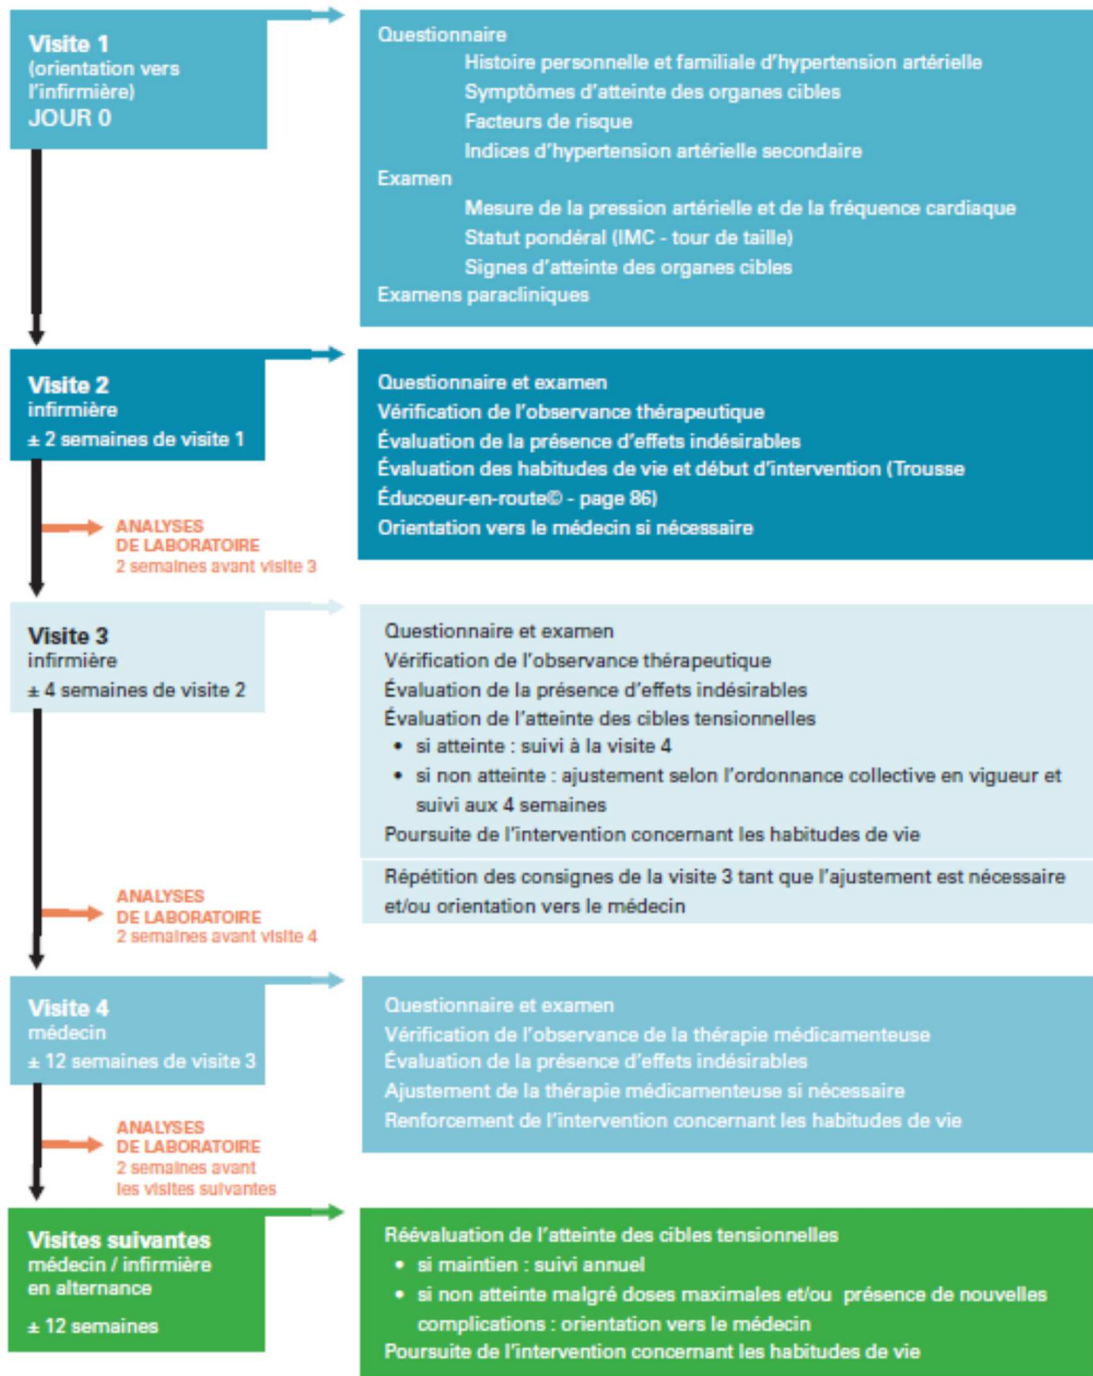 Visite 1
(orientation vers
l'infirmière)
JOUR 0
Questionnaire
Histoire personnelle et familiale d'hypertension artérielle
Symptômes d'atteinte des organes cibles
Facteurs de risque
Indices d'hypertension artérielle secondaire
Examen
Mesure de la pression artérielle et de la fréquence cardiaque
Statut pondéral (IMC - tour de taille)
Signes d'atteinte des organes cibles
Examens paracliniques
Visite 2
infirmière
± 2 semaines de visite 1
Questionnaire et examen
Vérification de l'observance thérapeutique
Évaluation de la présence d'effets indésirables
Évaluation des habitudes de vie et début d'intervention (Trousse
Éducoeur-en-route© - page 86)
Orientation vers le médecin si nécessaire
ANALYSES
DE LABORATOIRE
2 semaines avant visite 3
Visite 3
infirmière
± 4 semaines de visite 2
Questionnaire et examen
Vérification de l'observance thérapeutique
Évaluation de la présence d'effets indésirables
Évaluation de l'atteinte des cibles tensionnelles
• si atteinte : suivi à la visite 4
• si non atteinte : ajustement selon l'ordonnance collective en vigueur et
suivi aux 4 semaines
Poursuite de l'intervention concernant les habitudes de vie
Répétition des consignes de la visite 3 tant que l'ajustement est nécessaire
et/ou orientation vers le médecin
ANALYSES
DE LABORATOIRE
2 semaines avant visite 4
Visite 4
médecin
± 12 semaines de visite 3
Questionnaire et examen
Vérification de l'observance de la thérapie médicamenteuse
Évaluation de la présence d'effets indésirables
Ajustement de la thérapie médicamenteuse si nécessaire
Renforcement de l'intervention concernant les habitudes de vie
ANALYSES
DE LABORATOIRE
2 semaines avant
les visites suivantes
Visites suivantes
médecin / infirmière
en alternance
± 12 semaines
Réévaluation de l'atteinte des cibles tensionnelles
• si maintien : suivi annuel
• si non atteinte malgré doses maximales et/ou présence de nouvelles
complications : orientation vers le médecin
Poursuite de l'intervention concernant les habitudes de vie